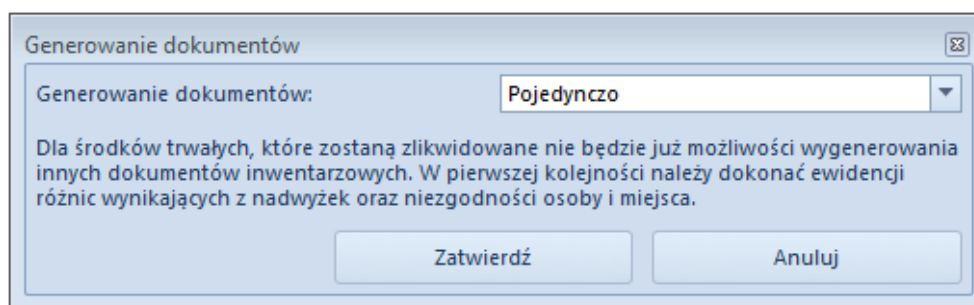 Generowanie dokumentów
Generowanie dokumentów: Pojedynczo
Dla środków trwałych, które zostaną zlikwidowane nie będzie już możliwości wygenerowania
innych dokumentów inwentarzowych. W pierwszej kolejności należy dokonać ewidencji
różnic wynikających z nadwyżek oraz niezgodności osoby i miejsca.
Zatwierdź Anuluj